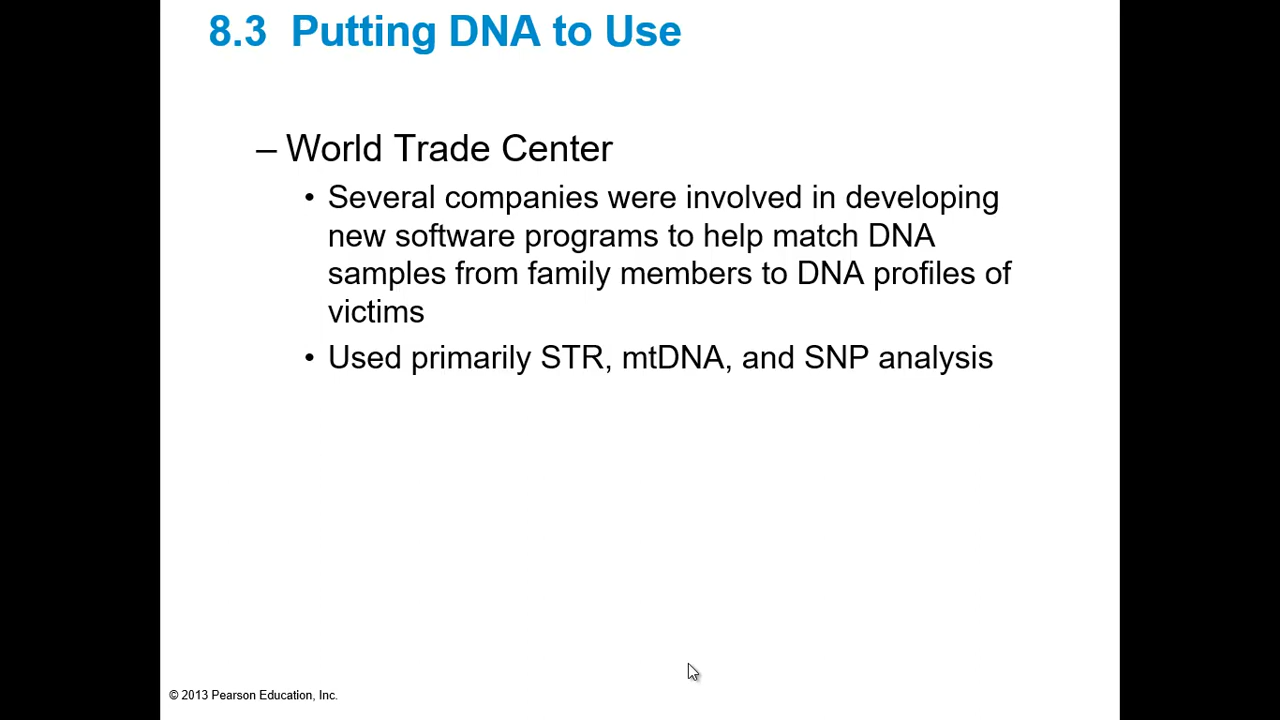 8.3 Putting DNA to Use
– World Trade Center
• Several companies were involved in developing
new software programs to help match DNA
samples from family members to DNA profiles of
victims
• Used primarily STR, mtDNA, and SNP analysis
© 2013 Pearson Education, Inc.